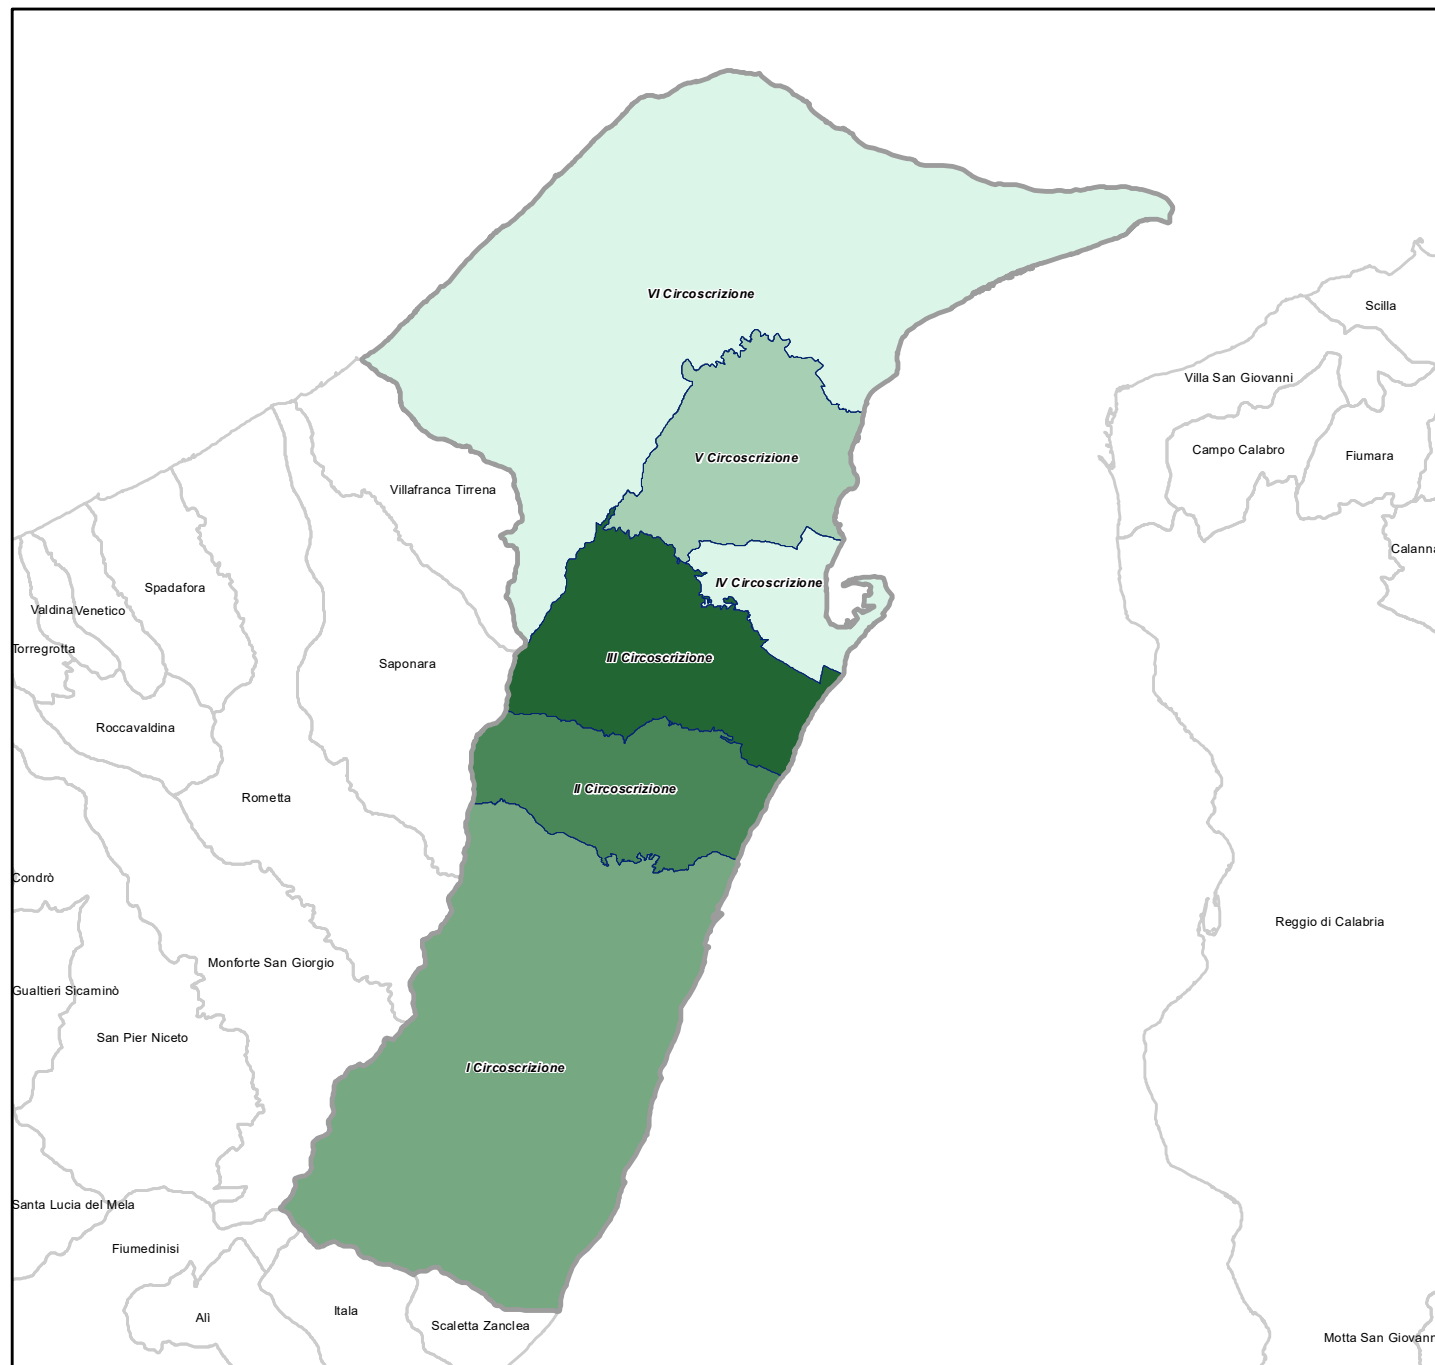 VI Circoscrizione
Scilla
Villa San Giovanni
Campo Calabro
Fiumara
V Circoscrizione
Villafranca Tirrena
Calanna
IV Circoscrizione
Spadafora
Valdina
Venetico
Torregrotta
III Circoscrizione
Saponara
Roccavaldina
II Circoscrizione
Rometta
Condrò
Reggio di Calabria
Monforte San Giorgio
Gualtieri Sicaminò
San Pier Niceto
I Circoscrizione
Santa Lucia del Mela
Fiumedinisi
Itala
Alì
Scaletta Zanclea
Motta San Giovann